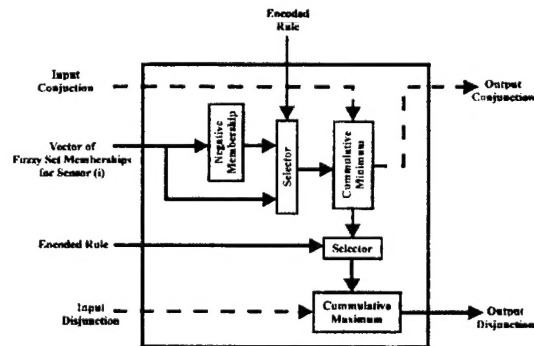 Encoded
Rule
Input
Conjuction
Output
Conjunction
Negative
Membership
Vector of
Fuzzy Set Memberships
for Sensor (i)
Selector
Cummulative
Minimum
Encoded Rule
Selector
Input
Disjunction
Cummulative
Maximum
Output
Disjunction